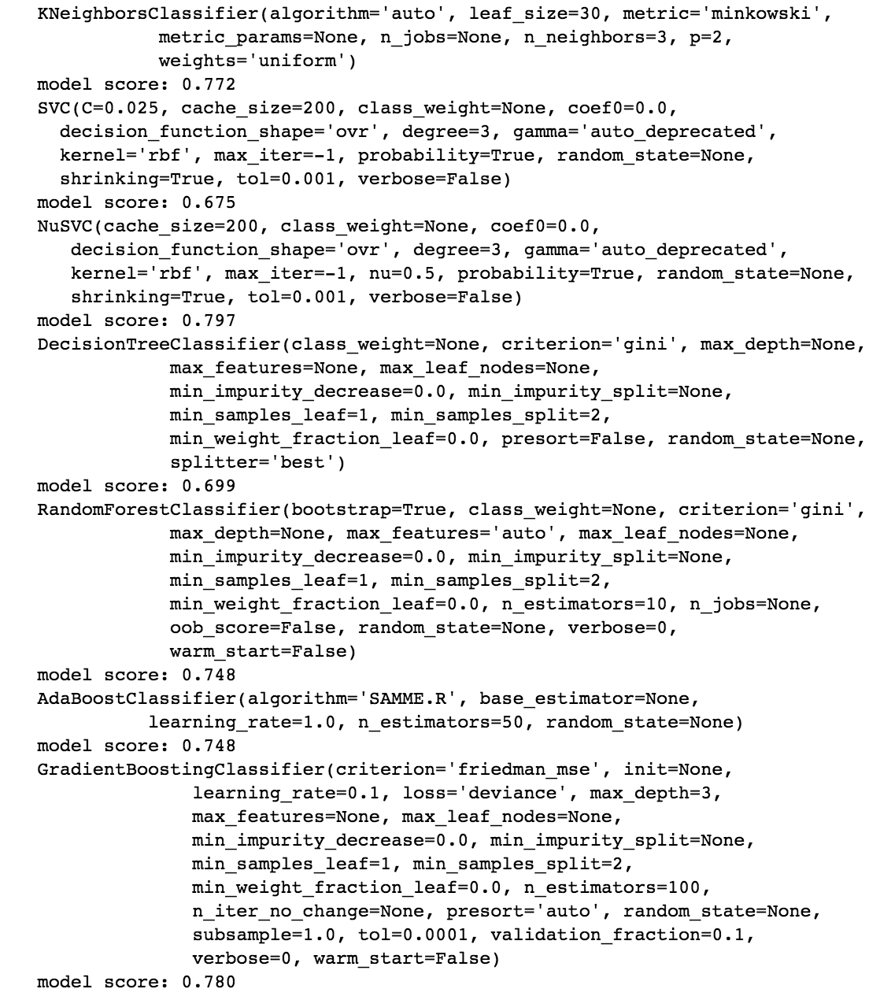 KNeighborsClassifier(algorithm='auto', leaf_size=30, metric='minkowski',
metric_params=None, n_jobs=None, n_neighbors=3, p=2,
weights='uniform')
model score: 0.772
SVC(C=0.025, cache_size=200, class_weight=None, coef0=0.0,
decision_function_shape='ovr', degree=3, gamma='auto_deprecated',
kernel='rbf', max_iter=-1, probability=True, random_state=None,
shrinking=True, tol=0.001, verbose=False)
model score: 0.675
NuSVC(cache_size=200, class_weight=None, coef0=0.0,
decision_function_shape='ovr', degree=3, gamma='auto_deprecated',
kernel='rbf', max_iter=-1, nu=0.5, probability=True, random_state=None,
shrinking=True, tol=0.001, verbose=False)
model score: 0.797
DecisionTreeClassifier(class_weight=None, criterion='gini', max_depth=None,
max_features=None, max_leaf_nodes=None,
min_impurity_decrease=0.0, min_impurity_split=None,
min_samples_leaf=1, min_samples_split=2,
min_weight_fraction_leaf=0.0, presort=False, random_state=None,
splitter='best')
model score: 0.699
RandomForestClassifier(bootstrap=True, class_weight=None, criterion='gini',
max_depth=None, max_features='auto', max_leaf_nodes=None,
min_impurity_decrease=0.0, min_impurity_split=None,
min_samples_leaf=1, min_samples_split=2,
min_weight_fraction_leaf=0.0, n_estimators=10, n_jobs=None,
oob_score=False, random_state=None, verbose=0,
warm_start=False)
model score: 0.748
AdaBoostClassifier(algorithm='SAMME.R', base_estimator=None,
learning_rate=1.0, n_estimators=50, random_state=None)
model score: 0.748
GradientBoostingClassifier(criterion='friedman_mse', init=None,
learning_rate=0.1, loss='deviance', max_depth=3,
max_features=None, max_leaf_nodes=None,
min_impurity_decrease=0.0, min_impurity_split=None,
min_samples_leaf=1, min_samples_split=2,
min_weight_fraction_leaf=0.0, n_estimators=100,
n_iter_no_change=None, presort='auto', random_state=None,
subsample=1.0, tol=0.0001, validation_fraction=0.1,
verbose=0, warm_start=False)
model score: 0.780